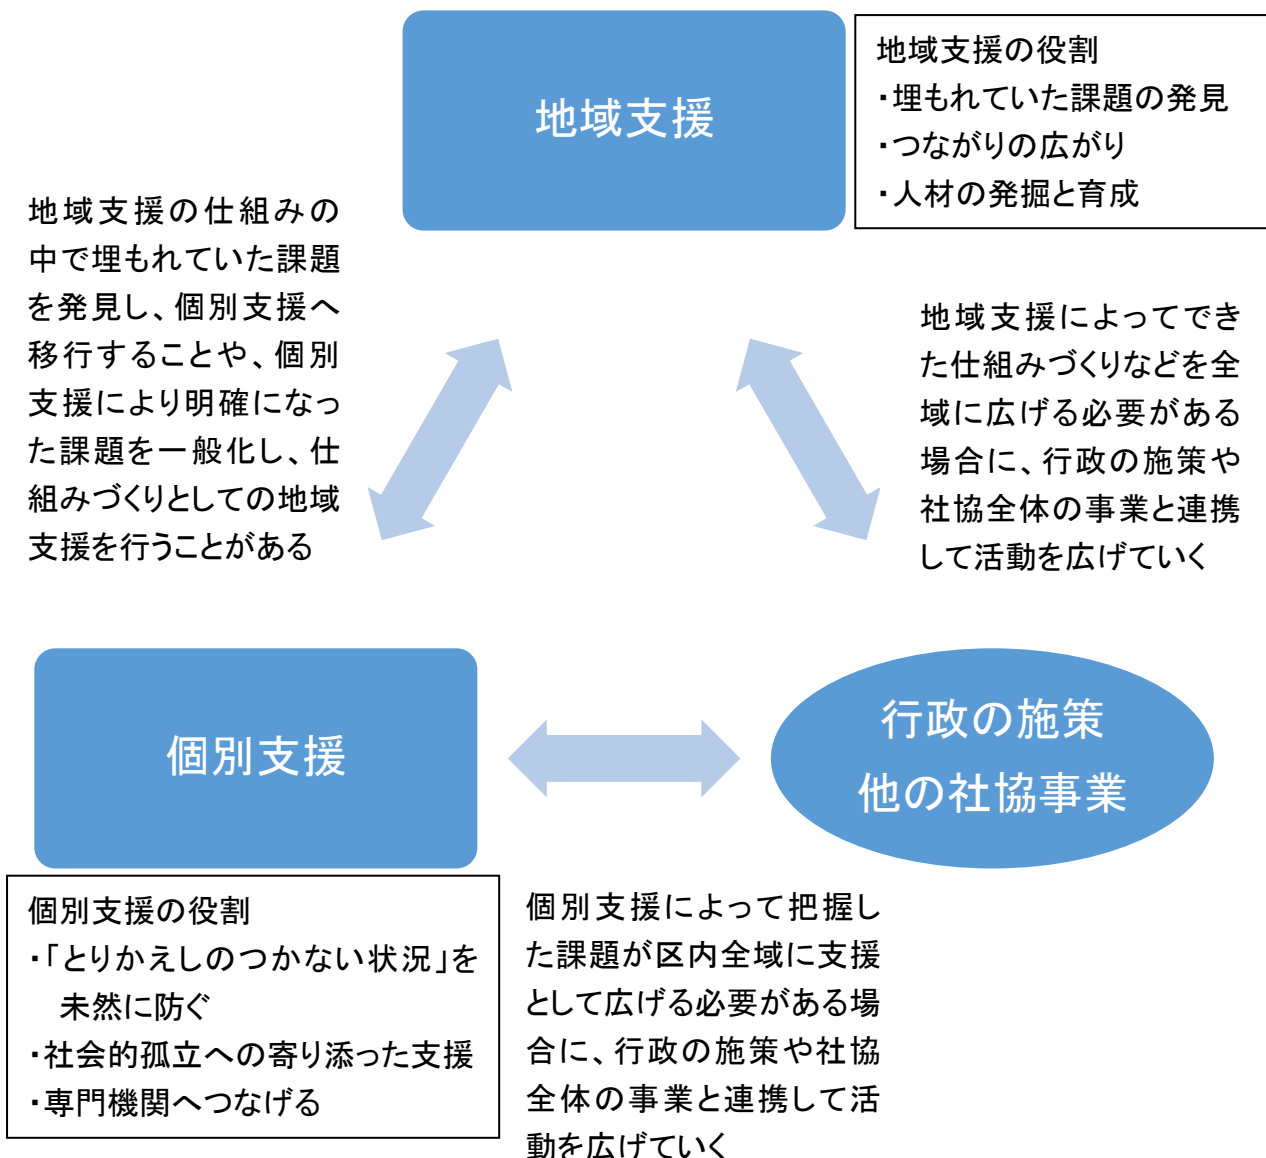 地域支援
地域支援の役割
・埋もれていた課題の発見
・つながりの広がり
・人材の発掘と育成
地域支援の仕組みの
中で埋もれていた課題
を発見し、個別支援へ
移行することや、個別
支援により明確になっ
た課題を一般化し、仕
組みづくりとしての地域
支援を行うことがある
地域支援によってでき
た仕組みづくりなどを全
域に広げる必要がある
場合に、行政の施策や
社協全体の事業と連携
して活動を広げていく
個別支援
行政の施策
他の社協事業
個別支援の役割
・「とりかえしのつかない状況」を
未然に防ぐ
・社会的孤立への寄り添った支援
・専門機関へつなげる
個別支援によって把握し
た課題が区内全域に支援
として広げる必要がある場
合に、行政の施策や社協
全体の事業と連携して活
動を広げていく